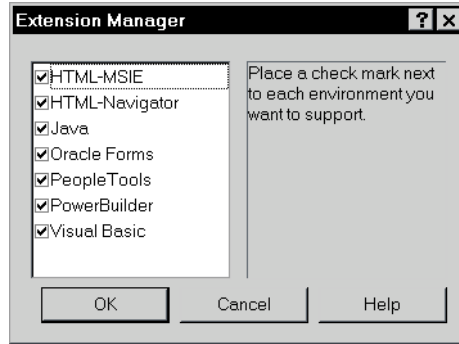 Extension Manager
HTML-MSIE
HTML-Navigator
Java
Oracle Forms
PeopleTools
PowerBuilder
Visual Basic
Place a check mark next
to each environment you
want to support.
OK
Cancel
Help